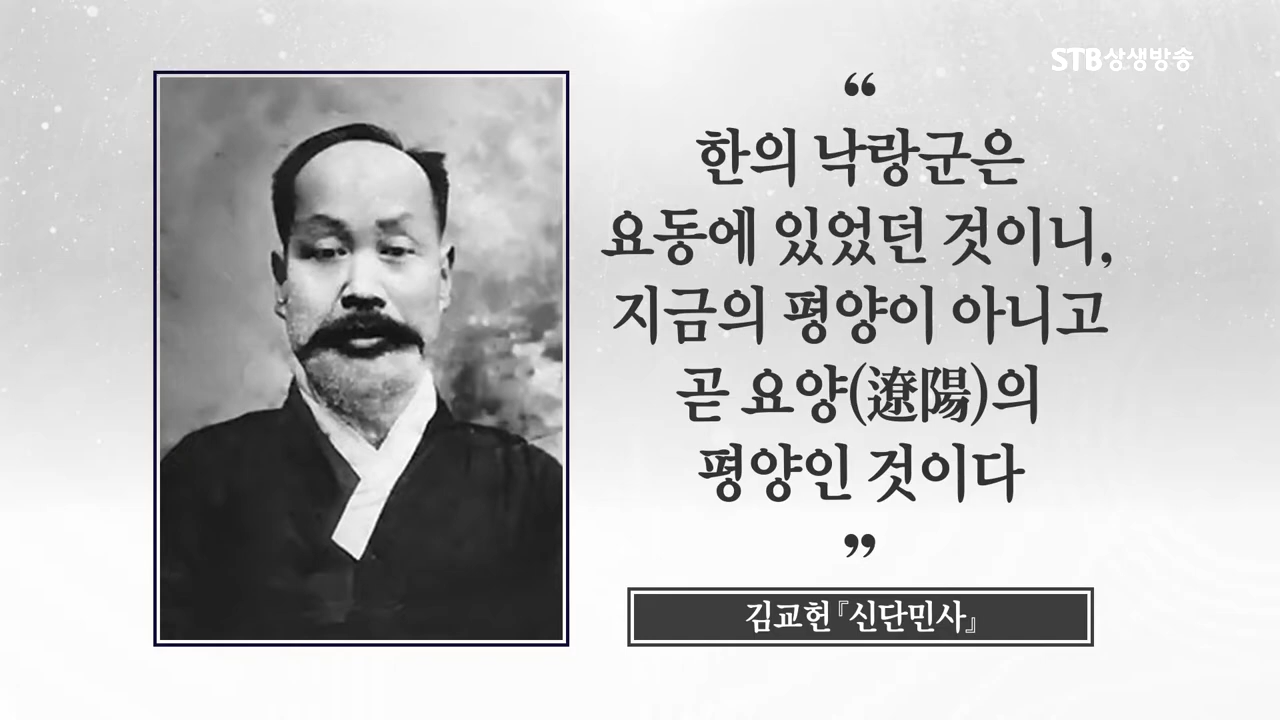 STB상생방송
“
한의 낙랑군은
요동에 있었던 것이니,
지금의 평양이 아니고
곧 요양(遼陽)의
평양인 것이다
”
김교헌『신단민사』